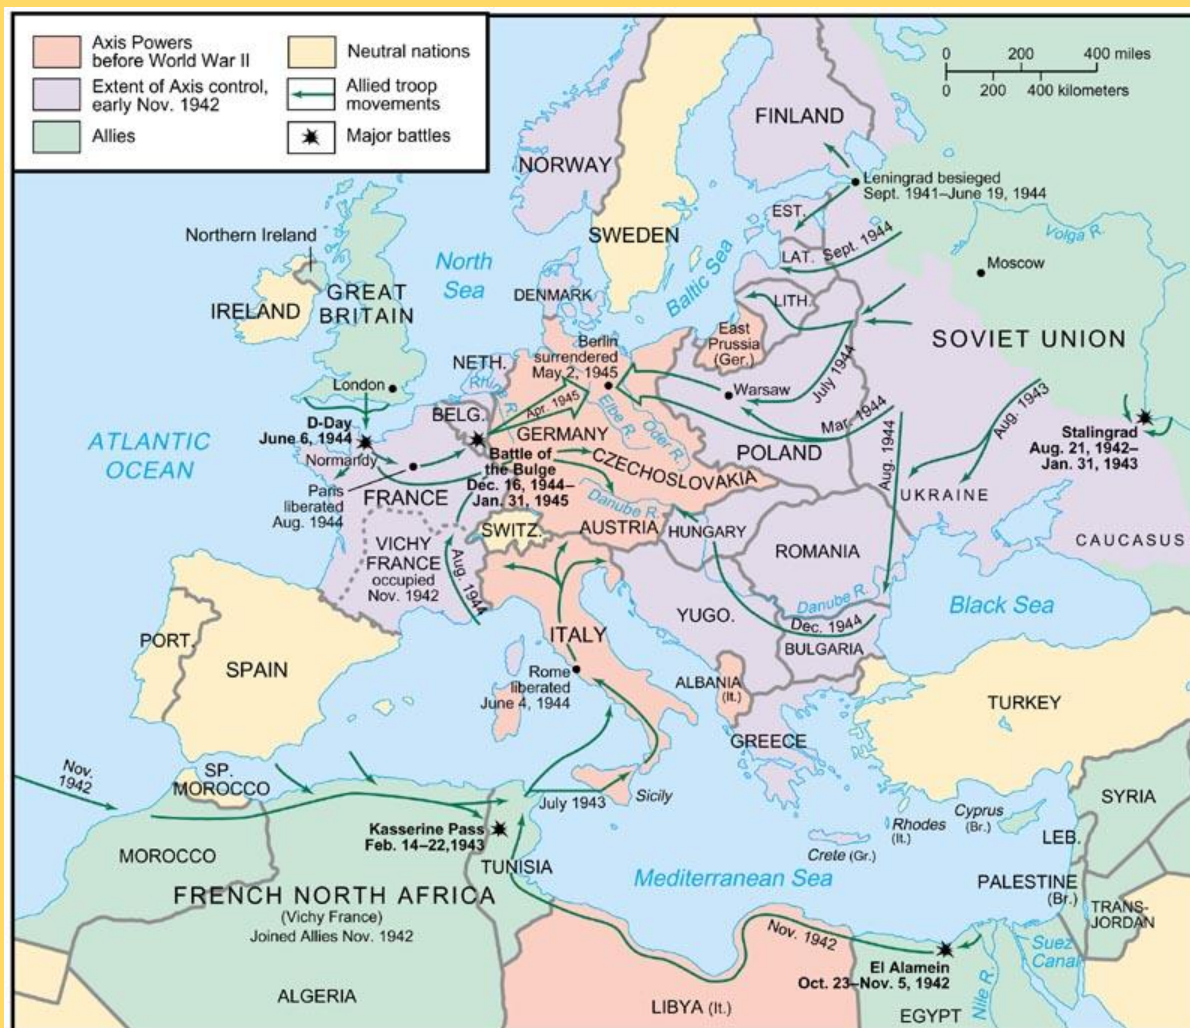 Axis Powers
before World War II
Extent of Axis control,
early Nov. 1942
Allies
Neutral nations
Allied troop
movements
Major battles
0 200 400 miles
0 200 400 kilometers
FINLAND
NORWAY
Leningrad besieged
Sept. 1941–June 19, 1944
EST.
SWEDEN
Northern Ireland
North
Sea
Baltic Sea
LAT.
Sept. 1944
Volga R.
Moscow
DENMARK
LITH.
IRELAND
GREAT
BRITAIN
East
Prussia
(Ger.)
SOVIET UNION
Berlin
surrendered
May 2, 1945
NETH.
Rhine R.
London
Warsaw
July 1944
Apr. 1945
Elbe R.
Oder R.
BELG.
Mar. 1944
Aug. 1943
D-Day
June 6, 1944
GERMANY
ATLANTIC
OCEAN
Stalingrad
Aug. 21, 1942–
Jan. 31, 1943
Normandy
Battle of
the Bulge
Dec. 16, 1944–
Jan. 31, 1945
CZECHOSLOVAKIA
POLAND
Aug. 1944
Paris
liberated
Aug. 1944
FRANCE
UKRAINE
Danube R.
SWITZ.
AUSTRIA
HUNGARY
VICHY
FRANCE
occupied
Nov. 1942
Aug. 1944
ROMANIA
CAUCASUS
Danube R.
Black Sea
YUGO.
Dec. 1944
ITALY
BULGARIA
PORT.
SPAIN
Rome
liberated
June 4, 1944
ALBANIA
(It.)
TURKEY
GREECE
Nov.
1942
SP.
MOROCCO
July 1943
Sicily
SYRIA
Rhodes
(It.)
Cyprus
(Br.)
Kasserine Pass
Feb. 14–22,1943
LEB.
MOROCCO
TUNISIA
Crete (Gr.)
Mediterranean Sea
PALESTINE
(Br.)
FRENCH NORTH AFRICA
(Vichy France)
Joined Allies Nov. 1942
TRANS-
JORDAN
Nov. 1942
Suez
Canal
El Alamein
Oct. 23–Nov. 5, 1942
Nile R.
ALGERIA
LIBYA (It.)
EGYPT